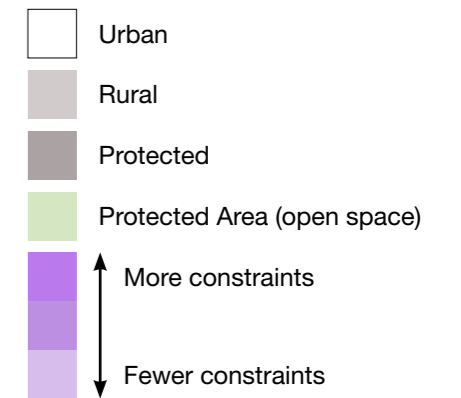 Urban
Rural
Protected
Protected Area (open space)
More constraints
Fewer constraints